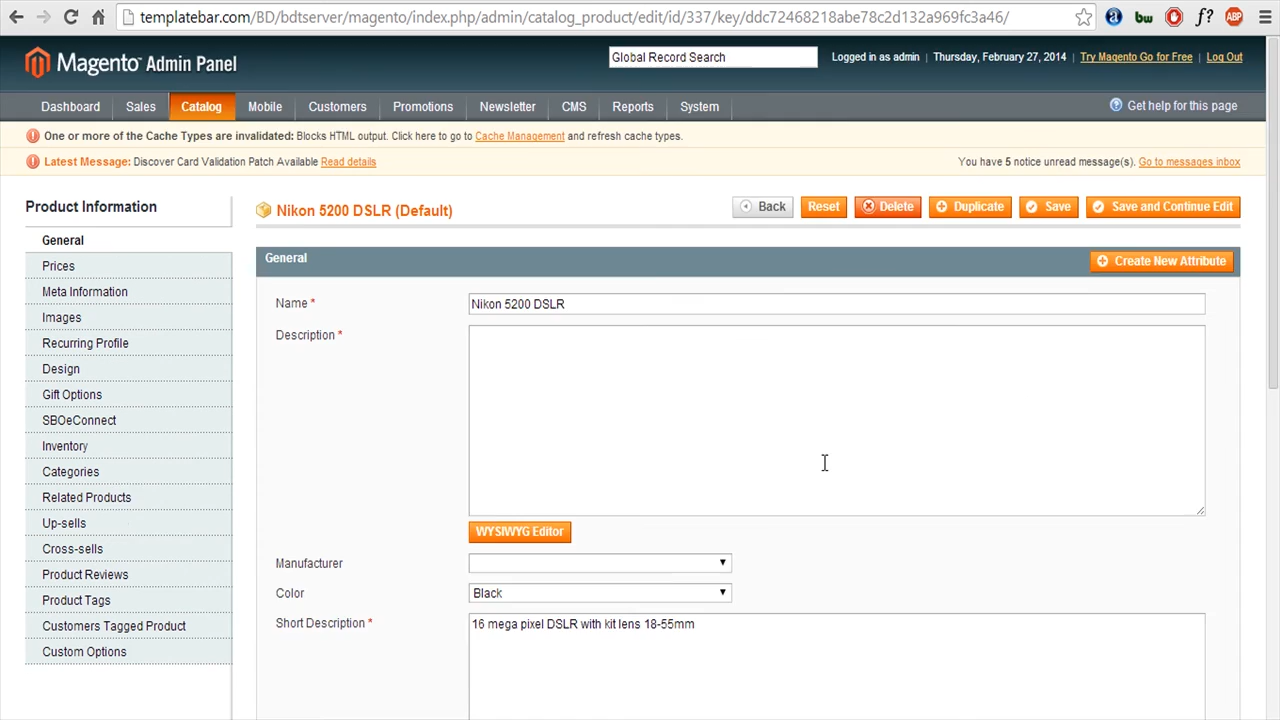 templatebar.com/BD/bdtserver/magento/index.php/admin/catalog_product/edit/id/337/key/ddc7246821babe78c2d132a969fc3a46/
a bw f? ABP
Magento Admin Panel
Global Record Search
Logged in as admin | Thursday, February 27, 2014 | Try Magento Go for Free | Log Out
Dashboard Sales Catalog Mobile Customers Promotions Newsletter CMS Reports System
Get help for this page
One or more of the Cache Types are invalidated: Blocks HTML output. Click here to go to Cache Management and refresh cache types.
Latest Message: Discover Card Validation Patch Available Read details
You have 5 notice unread message(s). Go to messages inbox
Product Information
General
Prices
Meta Information
Images
Recurring Profile
Design
Gift Options
SBOeConnect
Inventory
Categories
Related Products
Up-sells
Cross-sells
Product Reviews
Product Tags
Customers Tagged Product
Custom Options
Nikon 5200 DSLR (Default)
Back Reset Delete Duplicate Save Save and Continue Edit
General
Create New Attribute
Name * Nikon 5200 DSLR
Description *
WYSIWYG Editor
Manufacturer
Color Black
Short Description * 16 mega pixel DSLR with kit lens 18-55mm